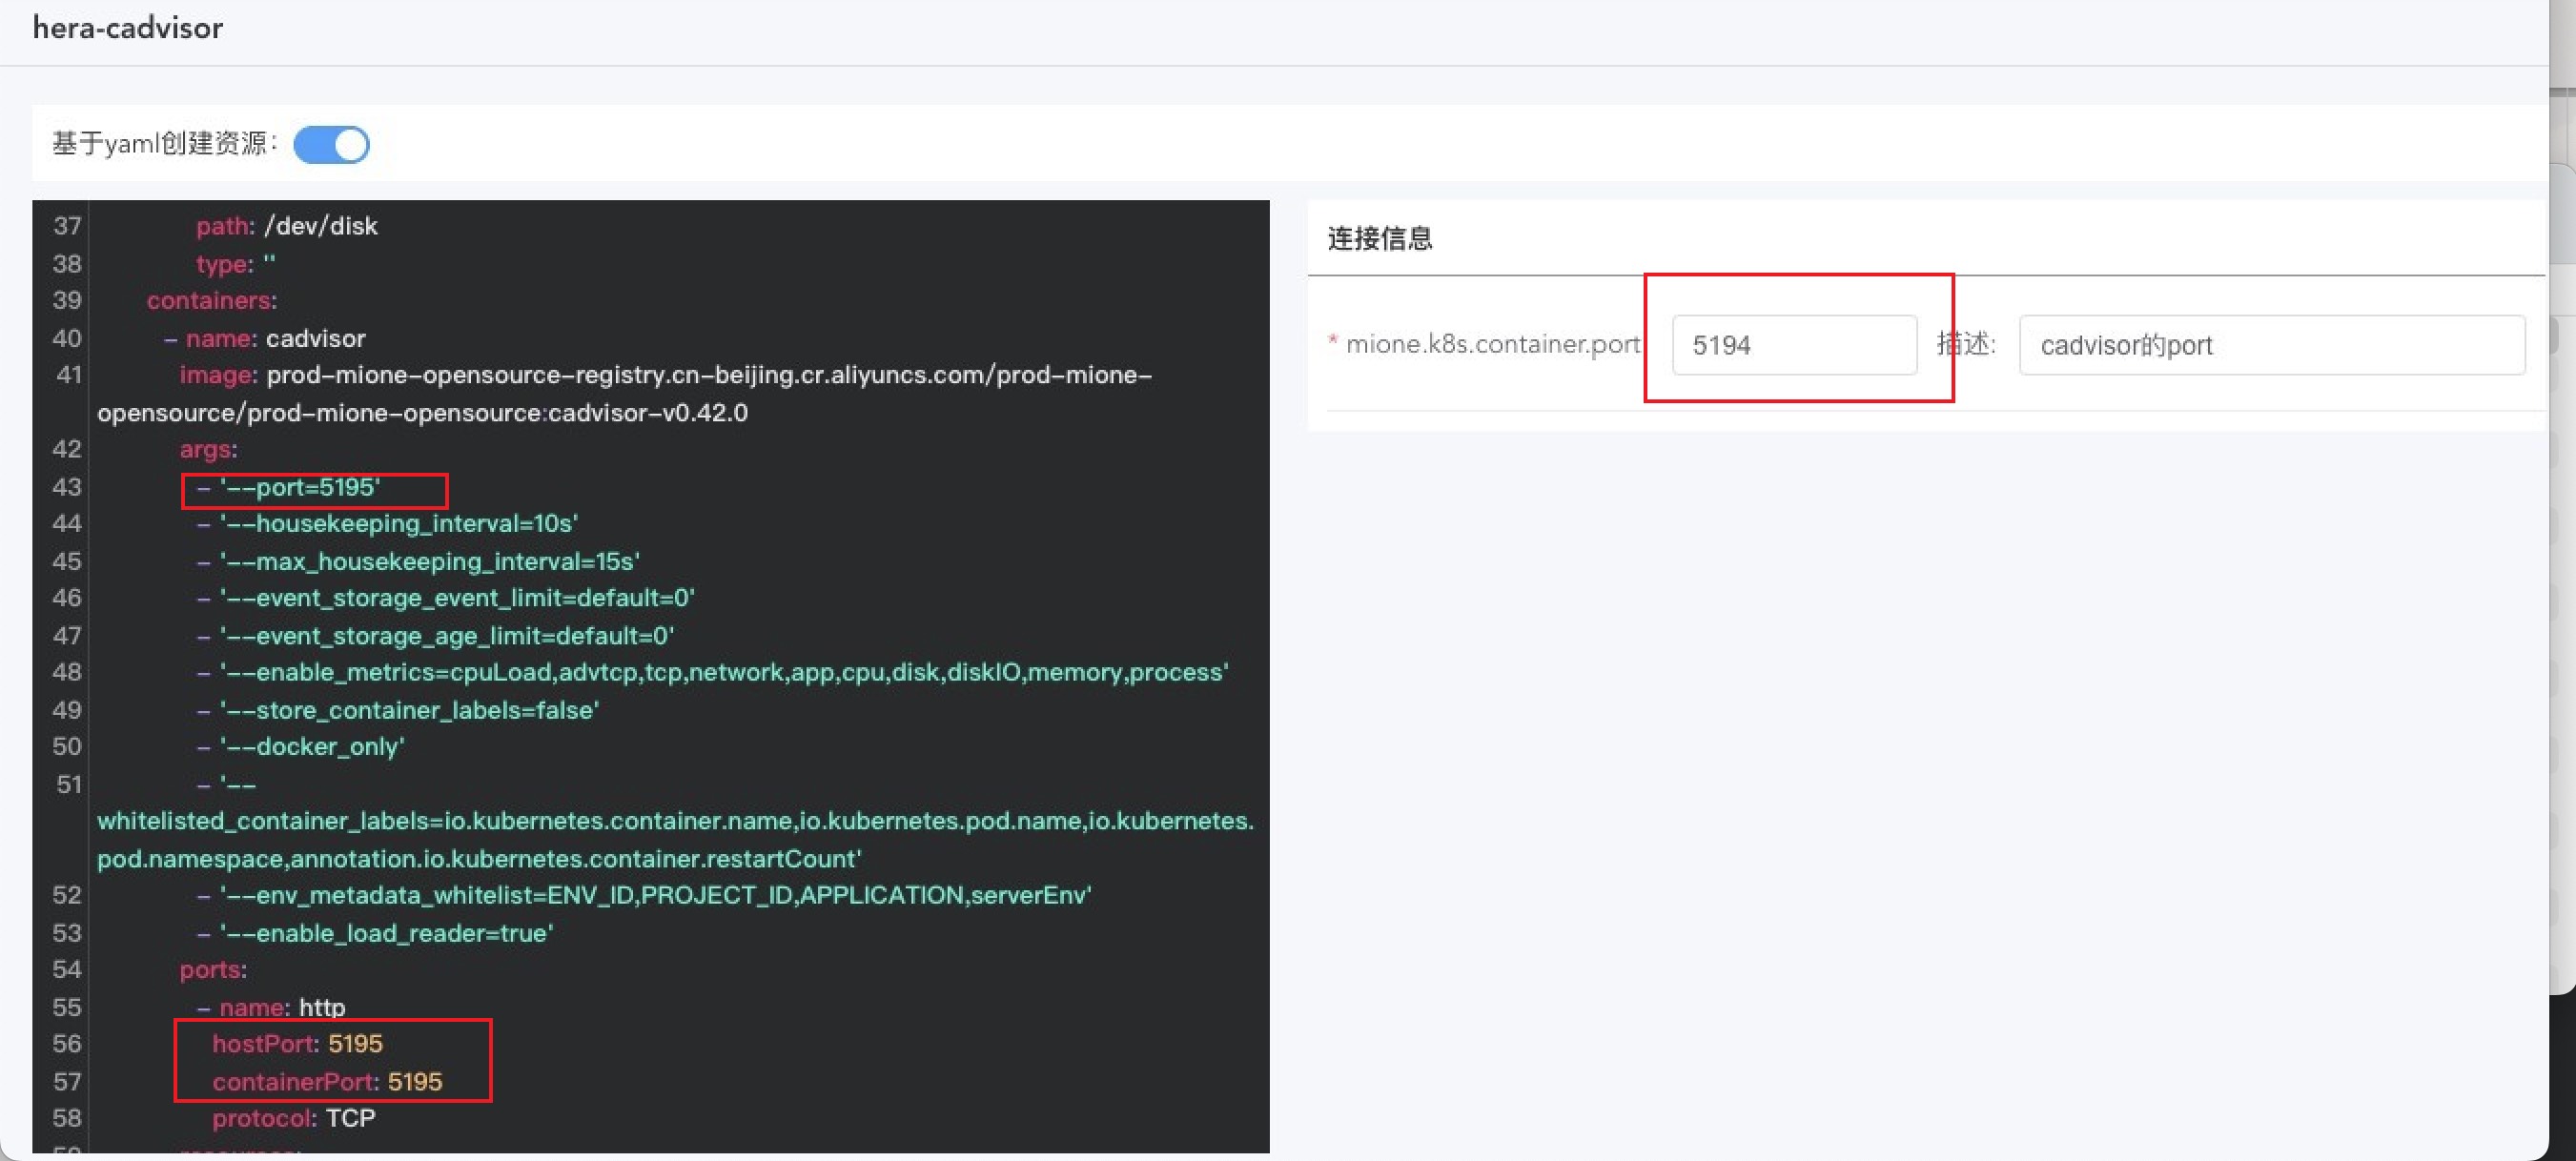 hera-cadvisor
基于yaml创建资源:
37 path: /dev/disk
38 type: ''
39 containers:
40 - name: cadvisor
41 image: prod-mione-opensource-registry.cn-beijing.cr.aliyuncs.com/prod-mione-
opensource/prod-mione-opensource:cadvisor-v0.42.0
42 args:
43 - '--port=5195'
44 - '--housekeeping_interval=10s'
45 - '--max_housekeeping_interval=15s'
46 - '--event_storage_event_limit=default=0'
47 - '--event_storage_age_limit=default=0'
48 - '--enable_metrics=cpuLoad,advtcp,tcp,network,app,cpu,disk,diskIO,memory,process'
49 - '--store_container_labels=false'
50 - '--docker_only'
51 - '--
whitelisted_container_labels=io.kubernetes.container.name,io.kubernetes.pod.name,io.kubernetes.
pod.namespace,annotation.io.kubernetes.container.restartCount'
52 - '--env_metadata_whitelist=ENV_ID,PROJECT_ID,APPLICATION,serverEnv'
53 - '--enable_load_reader=true'
54 ports:
55 - name: http
56 hostPort: 5195
57 containerPort: 5195
58 protocol: TCP
连接信息
* mione.k8s.container.port 5194 描述: cadvisor的port